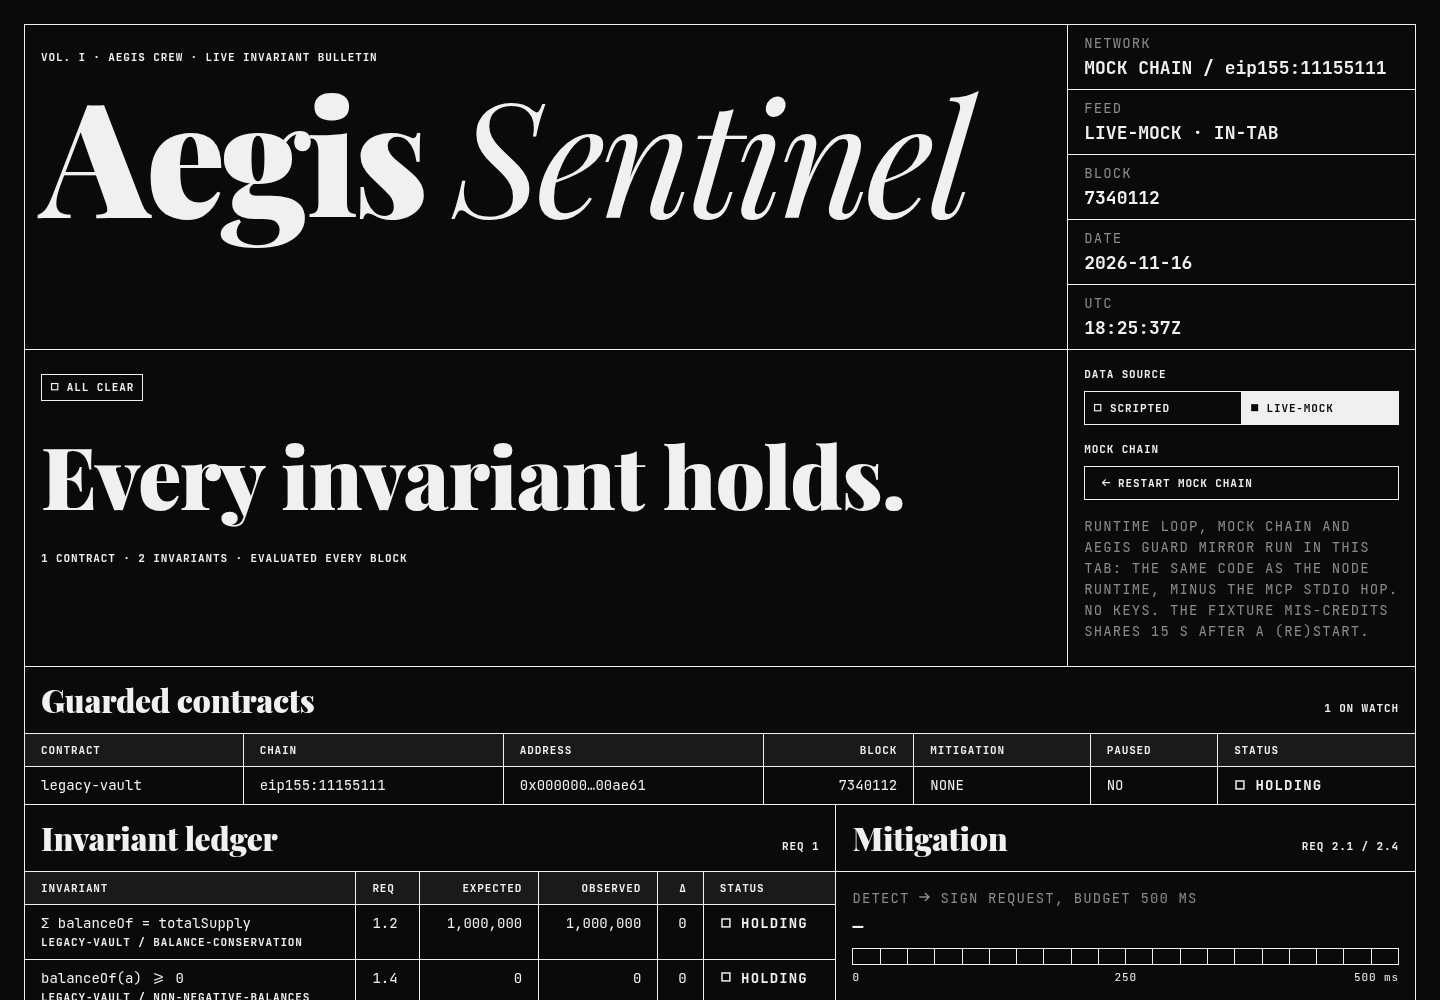 VOL. I · AEGIS CREW · LIVE INVARIANT BULLETIN
Aegis Sentinel
NETWORK
MOCK CHAIN / eip155:11155111
FEED
LIVE-MOCK · IN-TAB
BLOCK
7340112
DATE
2026-11-16
UTC
18:25:37Z
□ ALL CLEAR
Every invariant holds.
1 CONTRACT · 2 INVARIANTS · EVALUATED EVERY BLOCK
DATA SOURCE
□ SCRIPTED ■ LIVE-MOCK
MOCK CHAIN
← RESTART MOCK CHAIN
RUNTIME LOOP, MOCK CHAIN AND
AEGIS GUARD MIRROR RUN IN THIS
TAB: THE SAME CODE AS THE NODE
RUNTIME, MINUS THE MCP STDIO HOP.
NO KEYS. THE FIXTURE MIS-CREDITS
SHARES 15 S AFTER A (RE)START.
Guarded contracts 1 ON WATCH
CONTRACT CHAIN ADDRESS BLOCK MITIGATION PAUSED STATUS
legacy-vault eip155:11155111 0x000000…00ae61 7340112 NONE NO □ HOLDING
Invariant ledger REQ 1
INVARIANT REQ EXPECTED OBSERVED Δ STATUS
Σ balanceOf = totalSupply 1.2 1,000,000 1,000,000 0 □ HOLDING
LEGACY-VAULT / BALANCE-CONSERVATION
balanceOf(a) ⩾ 0 1.4 0 0 0 □ HOLDING
LEGACY-VAULT / NON-NEGATIVE-BALANCES
Mitigation REQ 2.1 / 2.4
DETECT → SIGN REQUEST, BUDGET 500 MS
—
0 250 500 ms